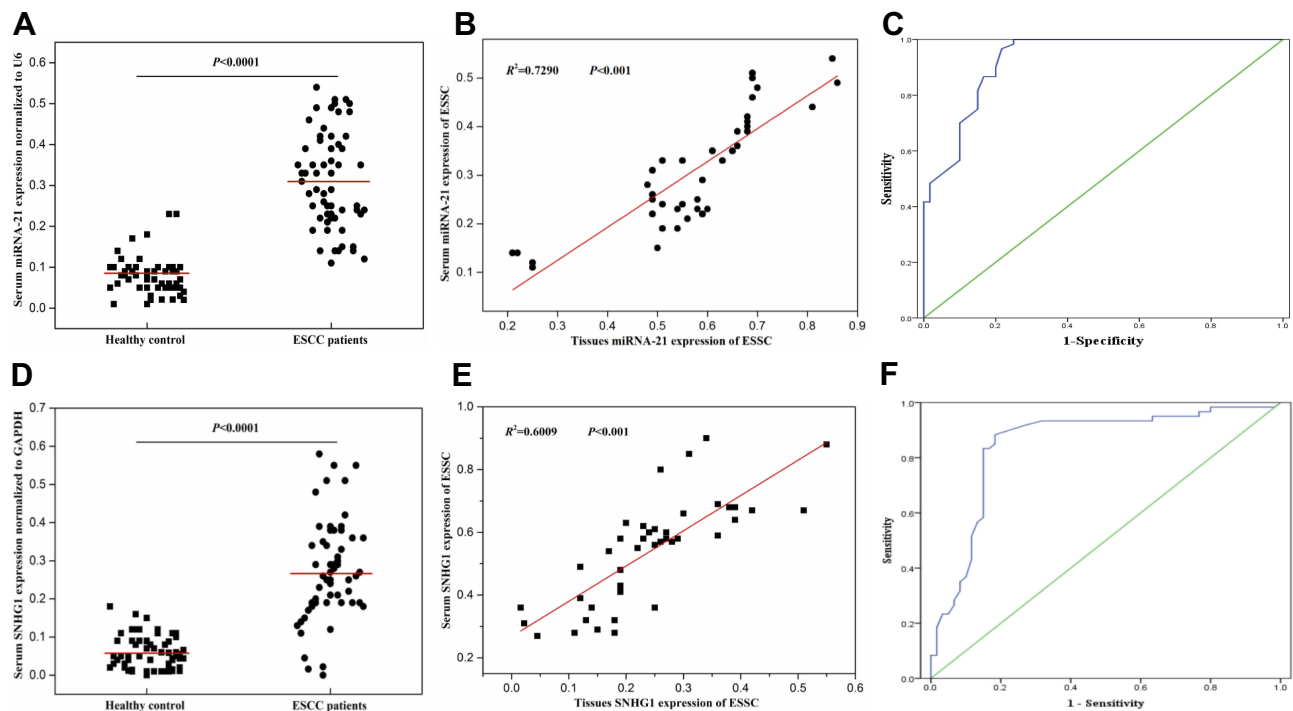 A
Serum miRNA-21 expression normalized to U6
0.6
0.5
0.4
0.3
0.2
0.1
0.0
P<0.0001
Healthy control
ESCC patients
B
Serum miRNA-21 expression of ESSC
0.5
0.4
0.3
0.2
0.1
R²=0.7290 P<0.001
0.2 0.3 0.4 0.5 0.6 0.7 0.8 0.9
Tissues miRNA-21 expression of ESSC
C
Sensitivity
1.0
0.8
0.6
0.4
0.2
0.0
0.0 0.2 0.4 0.6 0.8 1.0
1-Specificity
D
Serum SNHG1 expression normalized to GAPDH
0.7
0.6
0.5
0.4
0.3
0.2
0.1
0.0
P<0.0001
Healthy control
ESCC patients
E
Serum SNHG1 expression of ESSC
1.0
0.8
0.6
0.4
0.2
R²=0.6009 P<0.001
0.0 0.1 0.2 0.3 0.4 0.5 0.6
Tissues SNHG1 expression of ESSC
F
Sensitivity
1.0
0.8
0.6
0.4
0.2
0.0
0.0 0.2 0.4 0.6 0.8 1.0
1 - Sensitivity